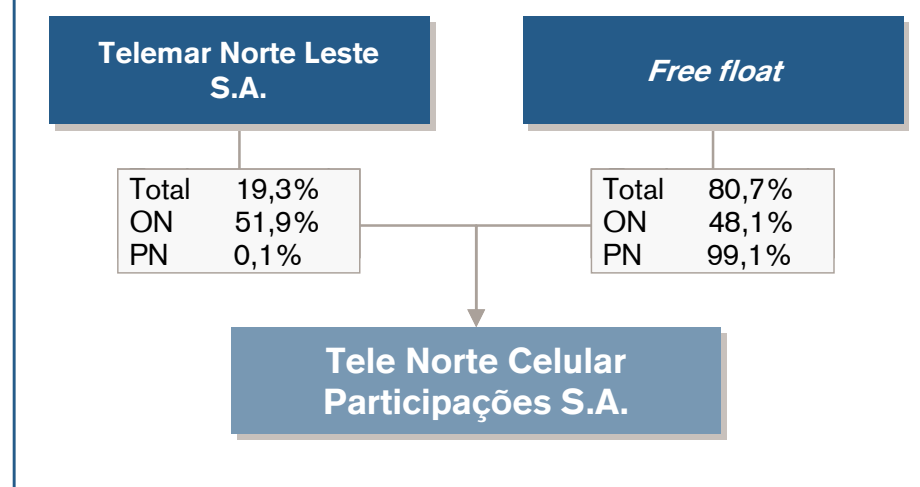 Telemar Norte Leste
S.A.
Free float
Total 19,3%
ON 51,9%
PN 0,1%
Total 80,7%
ON 48,1%
PN 99,1%
Tele Norte Celular
Participações S.A.